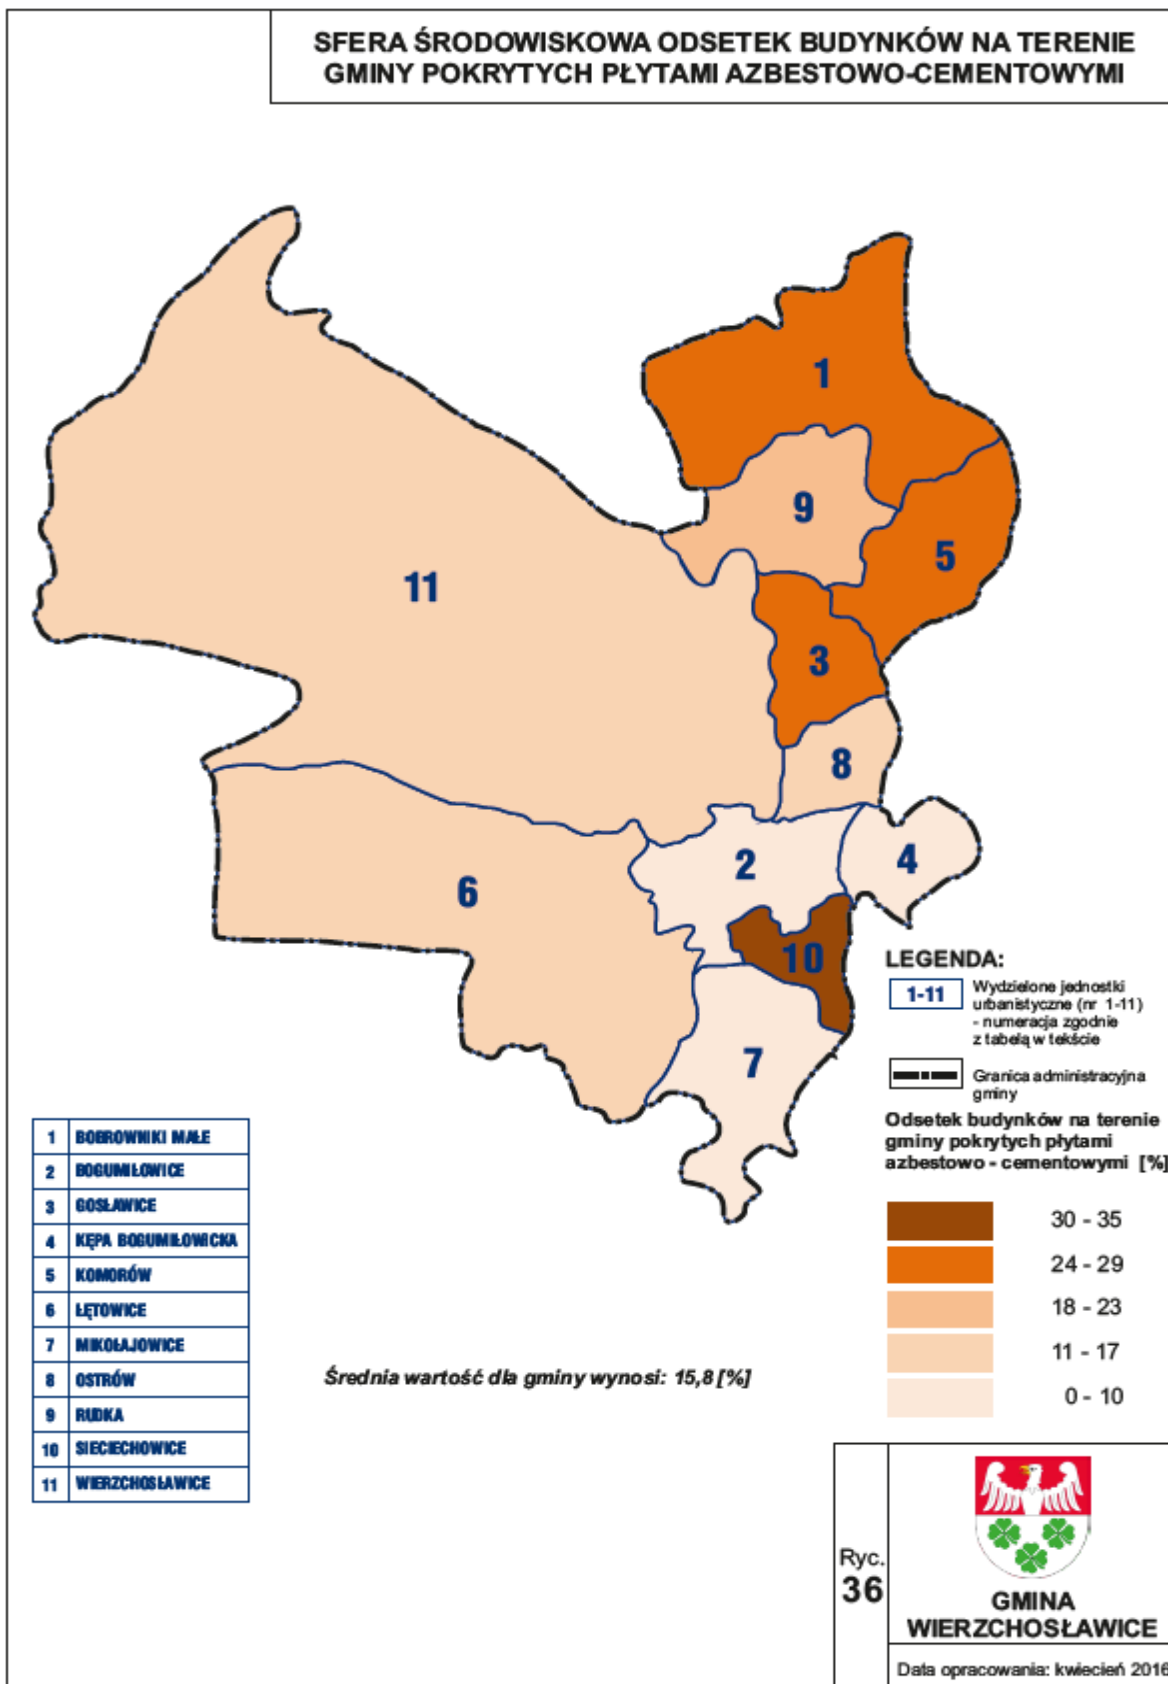 SFERA ŚRODOWISKOWA ODSETEK BUDYNKÓW NA TERENIE
GMINY POKRYTYCH PŁYTAMI AZBESTOWO-CEMENTOWYMI
1
9
5
11
3
8
2
4
6
10
7
LEGENDA:
1-11
Wydzielone jednostki
urbanistyczne (nr 1-11)
- numeracja zgodnie
z tabelą w tekście
Granica administracyjna
gminy
Odsetek budynków na terenie
gminy pokrytych płytami
azbestowo - cementowymi [%]
30 - 35
24 - 29
18 - 23
11 - 17
0 - 10
1 BOBROWNIKI MAŁE
2 BOGUMIŁOWICE
3 GOSŁAWICE
4 KĘPA BOGUMIŁOWICKA
5 KOMORÓW
6 ŁĘTOWICE
7 MIKOŁAJOWICE
8 OSTRÓW
9 RUDKA
10 SIECIECHOWICE
11 WIERZCHOSŁAWICE
Średnia wartość dla gminy wynosi: 15,8 [%]
Ryc.
36
GMINA
WIERZCHOSŁAWICE
Data opracowania: kwiecień 2016